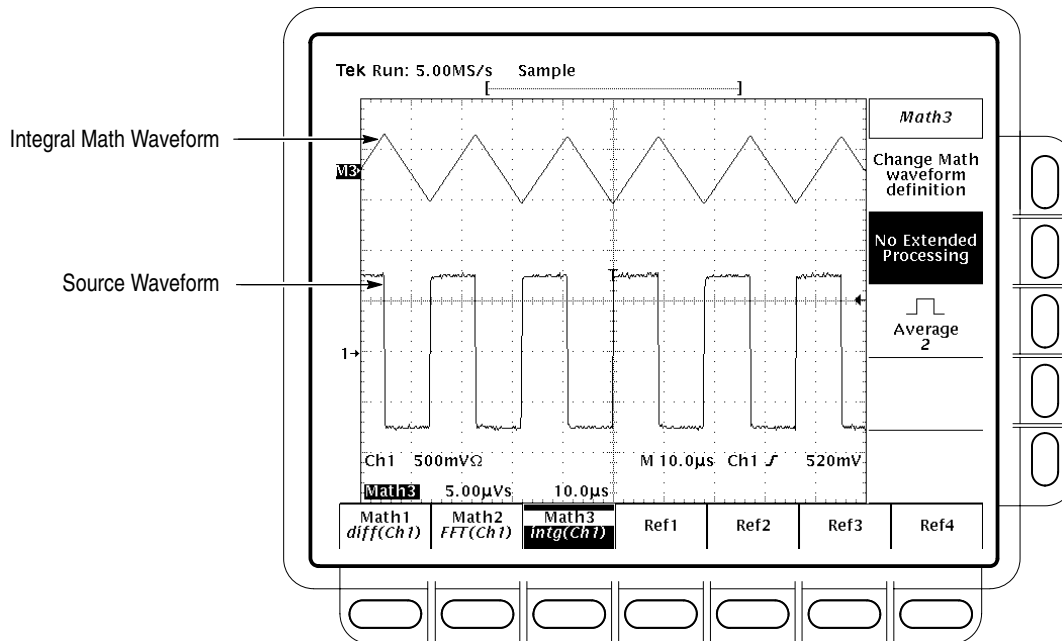 Tek Run: 5.00MS/s Sample
[ ]
Integral Math Waveform
M3
Source Waveform
T
1
Ch1 500mVΩ M 10.0µs Ch1 520mV
Math3 5.00µVs 10.0µs
Math3
Change Math
waveform
definition
No Extended
Processing
Average
2
Math1
diff(Ch1)
Math2
FFT(Ch1)
Math3
intg(Ch1)
Ref1
Ref2
Ref3
Ref4